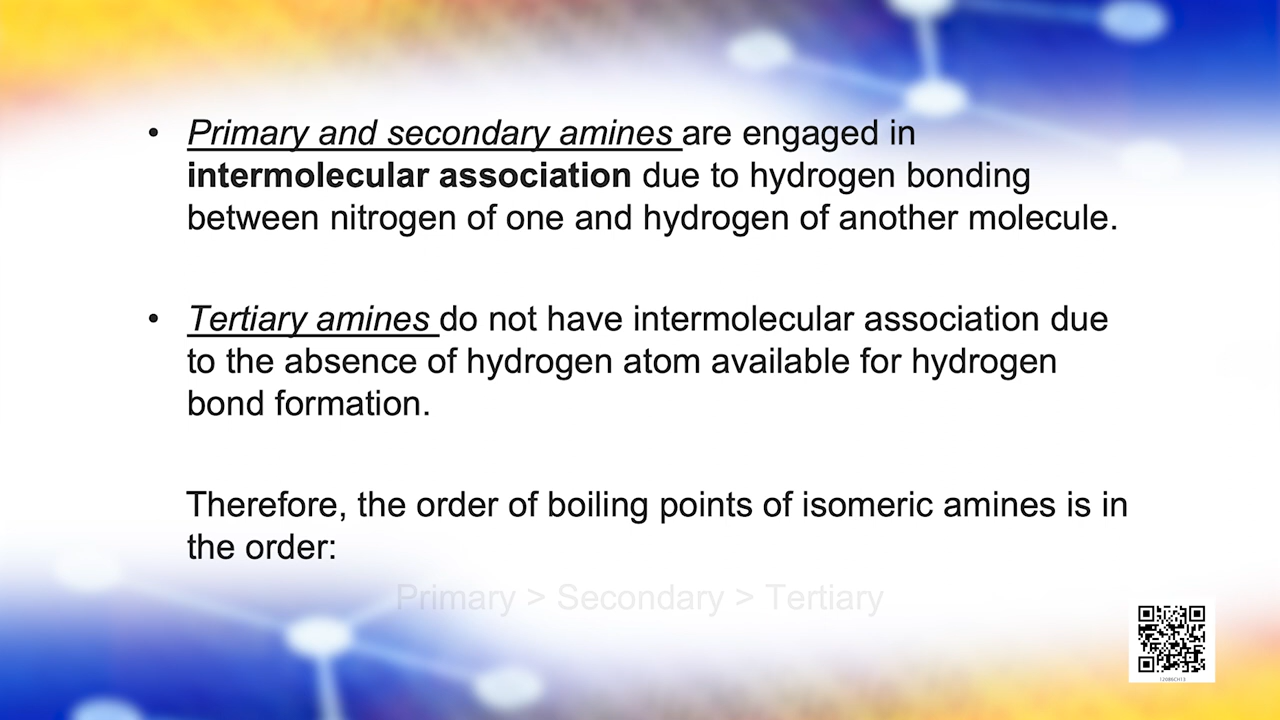 • Primary and secondary amines are engaged in
intermolecular association due to hydrogen bonding
between nitrogen of one and hydrogen of another molecule.
• Tertiary amines do not have intermolecular association due
to the absence of hydrogen atom available for hydrogen
bond formation.
Therefore, the order of boiling points of isomeric amines is in
the order:
Primary > Secondary > Tertiary
12086CH13